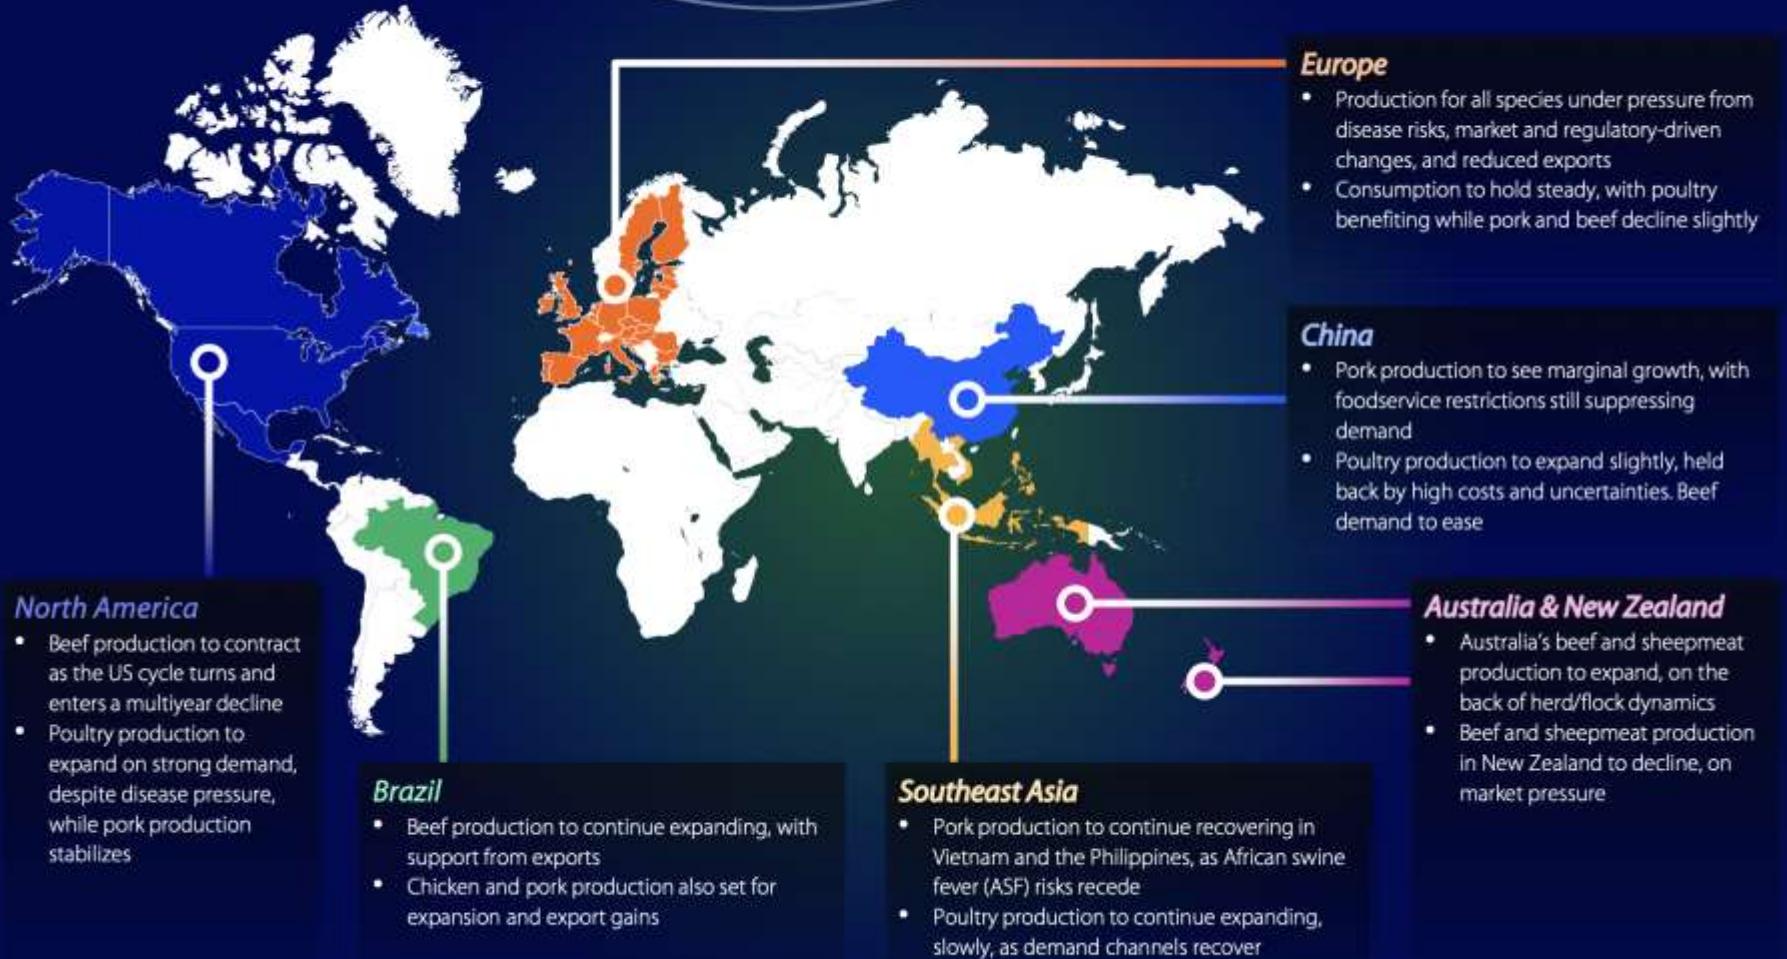 Europe
• Production for all species under pressure from
disease risks, market and regulatory-driven
changes, and reduced exports
• Consumption to hold steady, with poultry
benefiting while pork and beef decline slightly
China
• Pork production to see marginal growth, with
foodservice restrictions still suppressing
demand
• Poultry production to expand slightly, held
back by high costs and uncertainties. Beef
demand to ease
North America
• Beef production to contract
as the US cycle turns and
enters a multiyear decline
• Poultry production to
expand on strong demand,
despite disease pressure,
while pork production
stabilizes
Brazil
• Beef production to continue expanding, with
support from exports
• Chicken and pork production also set for
expansion and export gains
Southeast Asia
• Pork production to continue recovering in
Vietnam and the Philippines, as African swine
fever (ASF) risks recede
• Poultry production to continue expanding,
slowly, as demand channels recover
Australia & New Zealand
• Australia's beef and sheepmeat
production to expand, on the
back of herd/flock dynamics
• Beef and sheepmeat production
in New Zealand to decline, on
market pressure